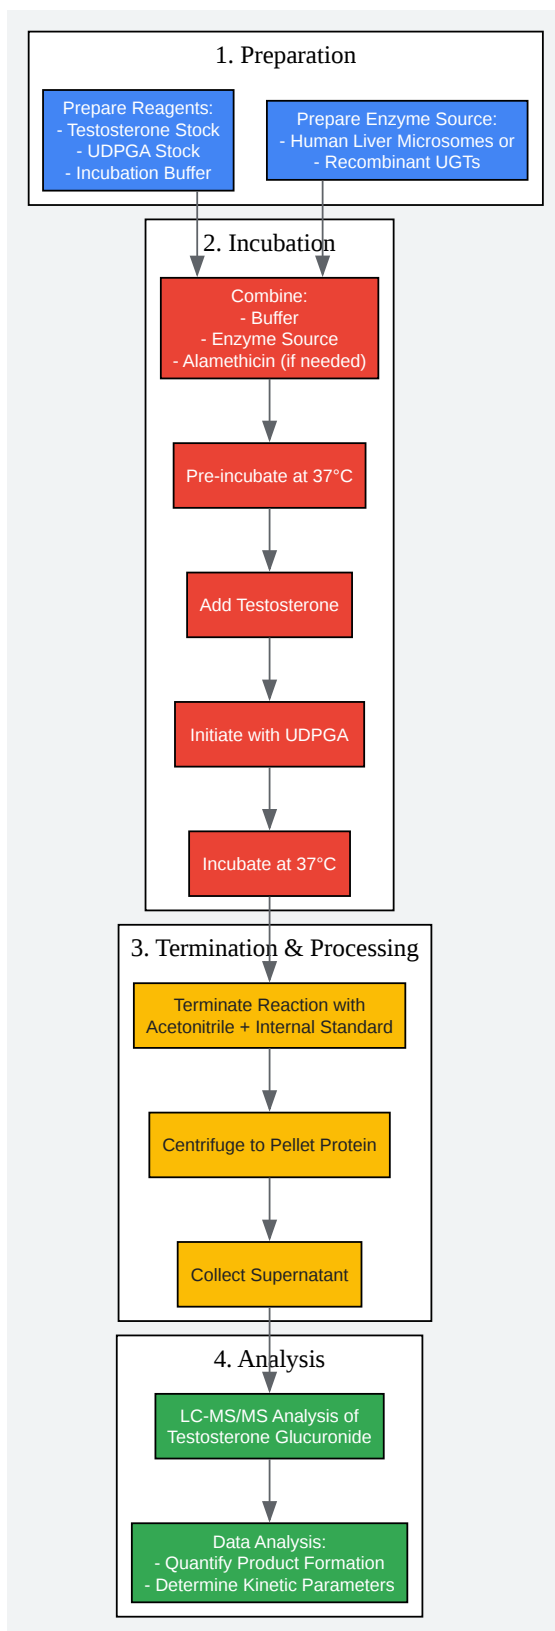 1. Preparation
Prepare Reagents:
- Testosterone Stock
- UDPGA Stock
- Incubation Buffer
Prepare Enzyme Source:
- Human Liver Microsomes or
- Recombinant UGTs
2. Incubation
Combine:
- Buffer
- Enzyme Source
- Alamethicin (if needed)
Pre-incubate at 37°C
Add Testosterone
Initiate with UDPGA
Incubate at 37°C
3. Termination & Processing
Terminate Reaction with
Acetonitrile + Internal Standard
Centrifuge to Pellet Protein
Collect Supernatant
4. Analysis
LC-MS/MS Analysis of
Testosterone Glucuronide
Data Analysis:
- Quantify Product Formation
- Determine Kinetic Parameters